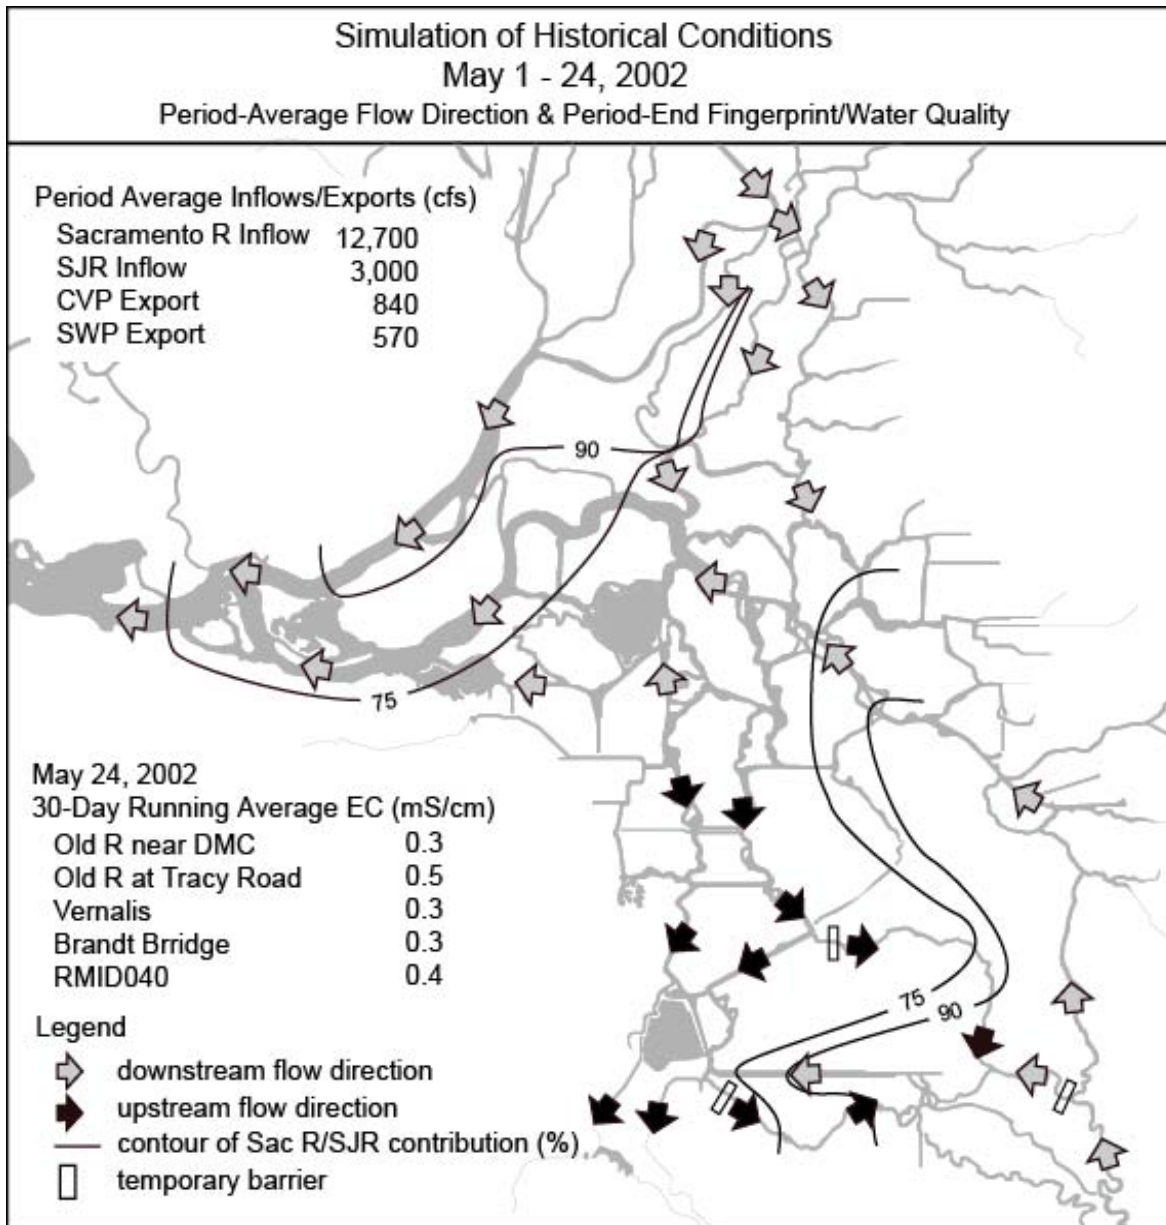 Simulation of Historical Conditions
May 1 - 24, 2002
Period-Average Flow Direction & Period-End Fingerprint/Water Quality
Period Average Inflows/Exports (cfs)
Sacramento R Inflow 12,700
SJR Inflow 3,000
CVP Export 840
SWP Export 570
90
75
May 24, 2002
30-Day Running Average EC (mS/cm)
Old R near DMC 0.3
Old R at Tracy Road 0.5
Vernalis 0.3
Brandt Brridge 0.3
RMID040 0.4
75
90
Legend
downstream flow direction
upstream flow direction
contour of Sac R/SJR contribution (%)
temporary barrier